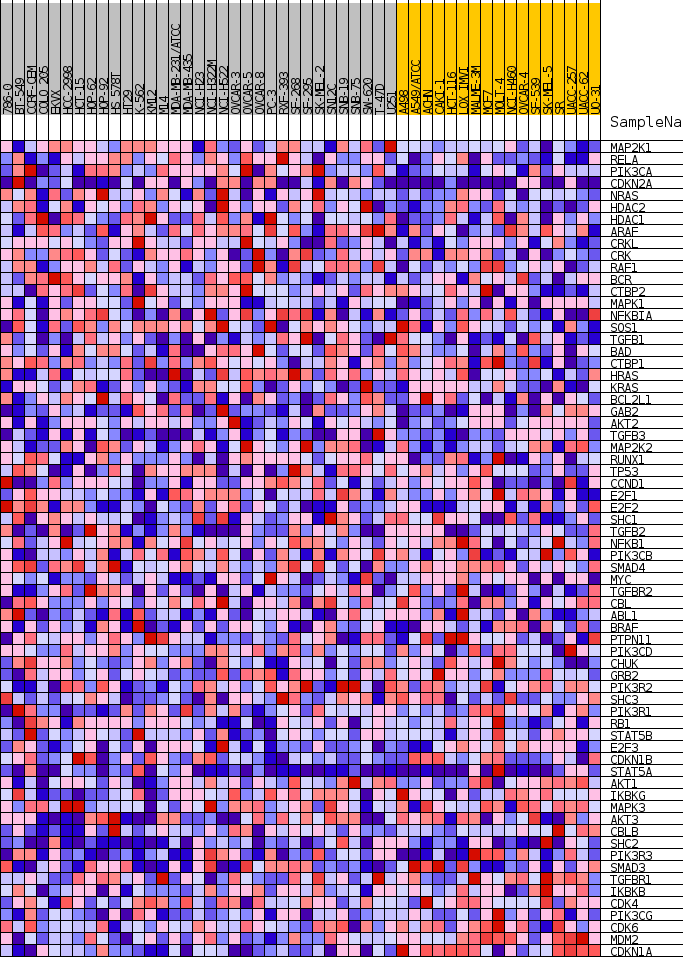 786-0
BT-549
CCRF-CEM
COLO 205
EKVX
HCC-2998
HCT-15
HOP-62
HOP-92
HS 578T
HT29
K-562
KM12
M14
MDA-MB-231/ATCC
MDA-MB-435
NCI-H23
NCI-H322M
NCI-H522
OVCAR-3
OVCAR-5
OVCAR-8
PC-3
RXF-393
SF-268
SF-295
SK-MEL-2
SN12C
SNB-19
SNB-75
SW-620
T-47D
U251
A498
A549/ATCC
ACHN
CAKI-1
HCT-116
LOX IMVI
MALME-3M
MCF7
MOLT-4
NCI-H460
OVCAR-4
SF-539
SK-MEL-5
SR
UACC-257
UACC-62
UO-31
SampleNa
MAP2K1
RELA
PIK3CA
CDKN2A
NRAS
HDAC2
HDAC1
ARAF
CRKL
CRK
RAF1
BCR
CTBP2
MAPK1
NFKBIA
SOS1
TGFB1
BAD
CTBP1
HRAS
KRAS
BCL2L1
GAB2
AKT2
TGFB3
MAP2K2
RUNX1
TP53
CCND1
E2F1
E2F2
SHC1
TGFB2
NFKB1
PIK3CB
SMAD4
MYC
TGFBR2
CBL
ABL1
BRAF
PTPN11
PIK3CD
CHUK
GRB2
PIK3R2
SHC3
PIK3R1
RB1
STAT5B
E2F3
CDKN1B
STAT5A
AKT1
IKBKG
MAPK3
AKT3
CBLB
SHC2
PIK3R3
SMAD3
TGFBR1
IKBKB
CDK4
PIK3CG
CDK6
MDM2
CDKN1A